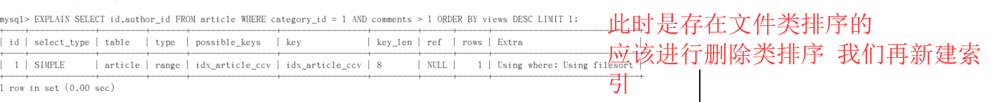 mysql> EXPLAIN SELECT id,author_id FROM article WHERE category_id = 1 AND comments > 1 ORDER BY views DESC LIMIT 1;
| id | select_type | table | type | possible_keys | key | key_len | ref | rows | Extra
| 1 | SIMPLE | article | range | idx_article_ccv | idx_article_ccv | 8 | NULL | 1 | Using where; Using filesort |
1 row in set (0.00 sec)
此时是存在文件类排序的
应该进行删除类排序 我们再新建索
引